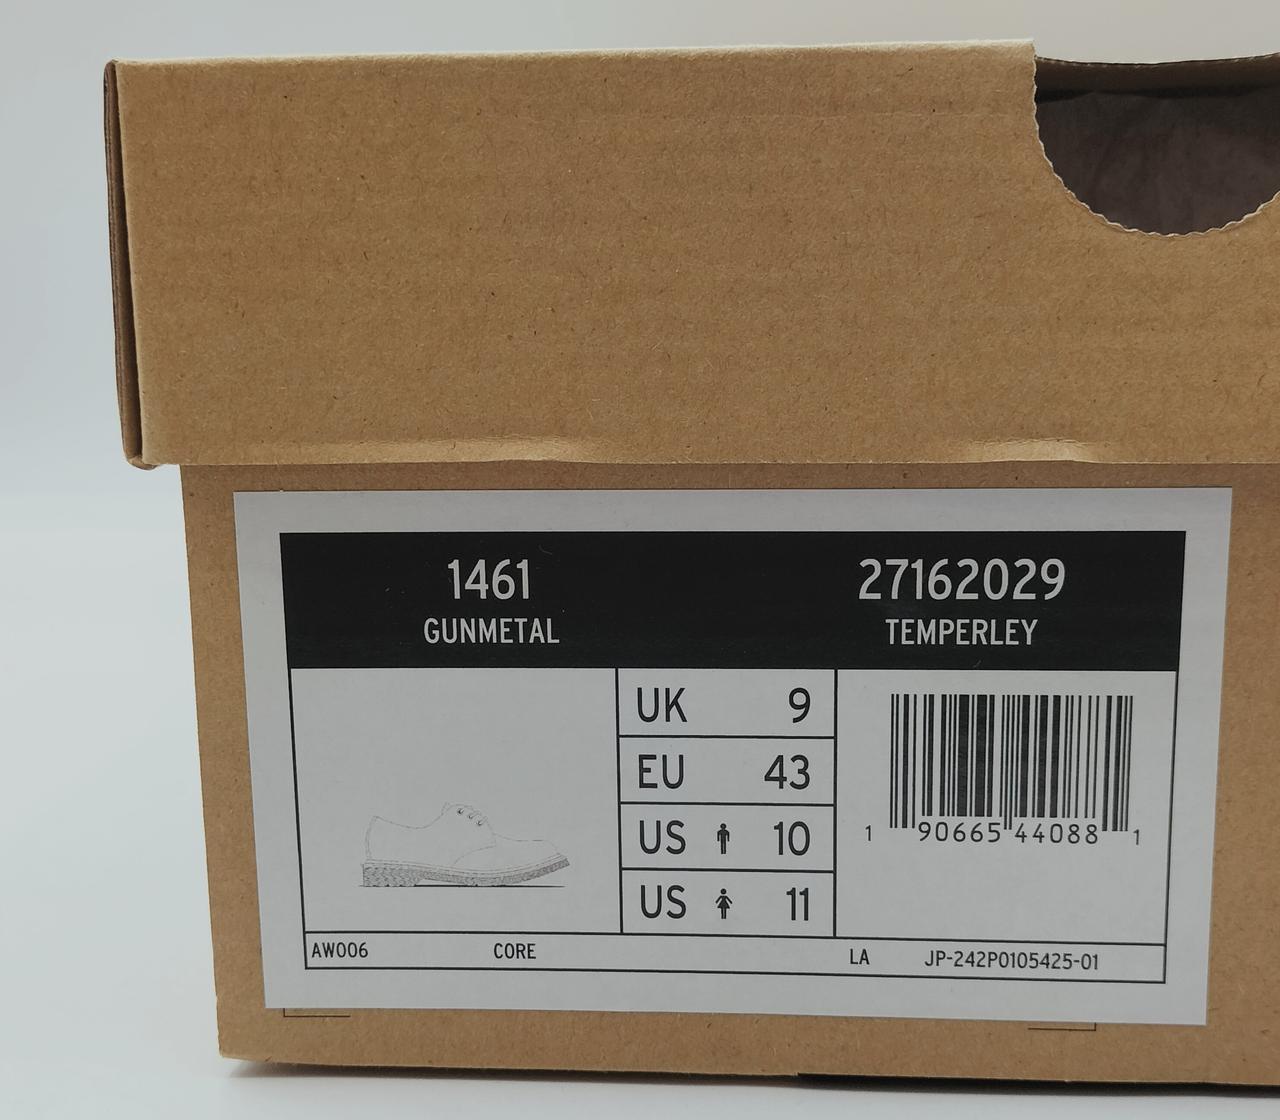 1461
GUNMETAL
27162029
TEMPERLEY
UK 9
EU 43
US 10
US 11
1 90665 44088 1
AW006 CORE LA JP-242P0105425-01